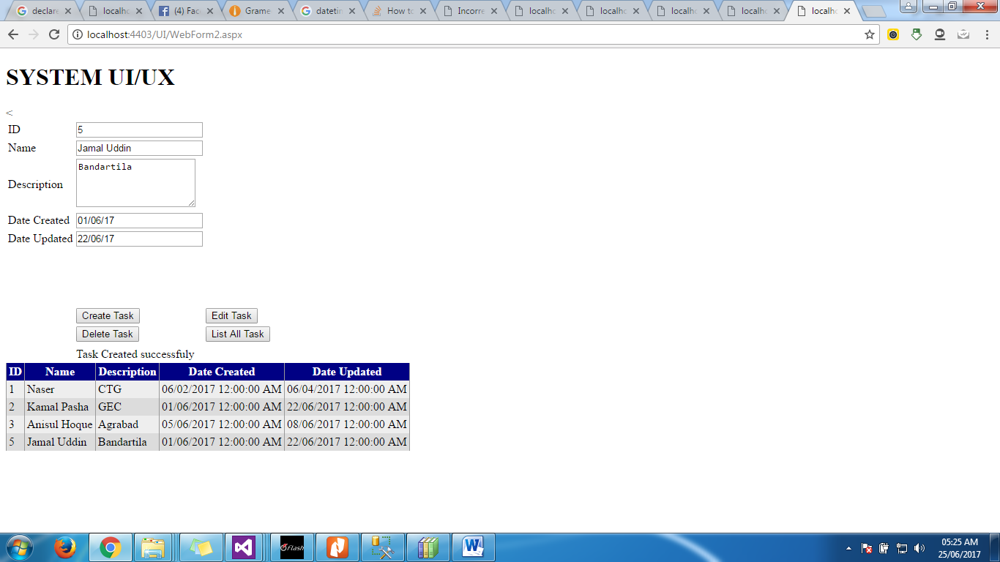 declare
localho
(4) Fac
Grame
datetin
How to
Incorre
localho
localho
localho
localho
localho
localhost:4403/UI/WebForm2.aspx
SYSTEM UI/UX
<
ID 5
Name Jamal Uddin
Description Bandartila
Date Created 01/06/17
Date Updated 22/06/17
Create Task Edit Task
Delete Task List All Task
Task Created successfuly
ID Name Description Date Created Date Updated
1 Naser CTG 06/02/2017 12:00:00 AM 06/04/2017 12:00:00 AM
2 Kamal Pasha GEC 01/06/2017 12:00:00 AM 22/06/2017 12:00:00 AM
3 Anisul Hoque Agrabad 05/06/2017 12:00:00 AM 08/06/2017 12:00:00 AM
5 Jamal Uddin Bandartila 01/06/2017 12:00:00 AM 22/06/2017 12:00:00 AM
Flash
05:25 AM
25/06/2017